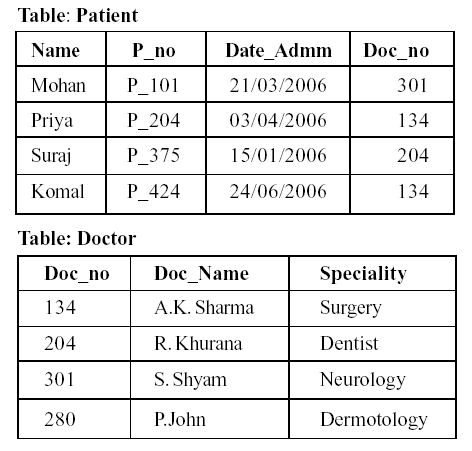 Table: Patient
Name P_no Date_Admm Doc_no
Mohan P_101 21/03/2006 301
Priya P_204 03/04/2006 134
Suraj P_375 15/01/2006 204
Komal P_424 24/06/2006 134
Table: Doctor
Doc_no Doc_Name Speciality
134 A.K. Sharma Surgery
204 R. Khurana Dentist
301 S. Shyam Neurology
280 P.John Dermotology